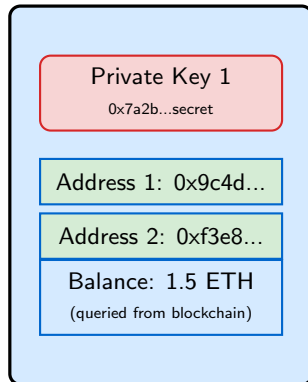 Private Key 1
0x7a2b...secret
Address 1: 0x9c4d...
Address 2: 0xf3e8...
Balance: 1.5 ETH
(queried from blockchain)